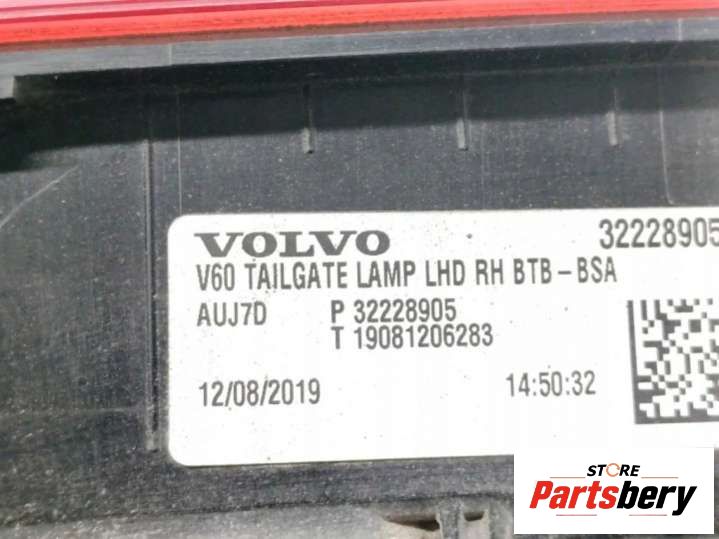 VOLVO 32228905
V60 TAILGATE LAMP LHD RH BTB-BSA
AUJ7D P 32228905
T 19081206283
12/08/2019 14:50:32
STORE
Partsbery